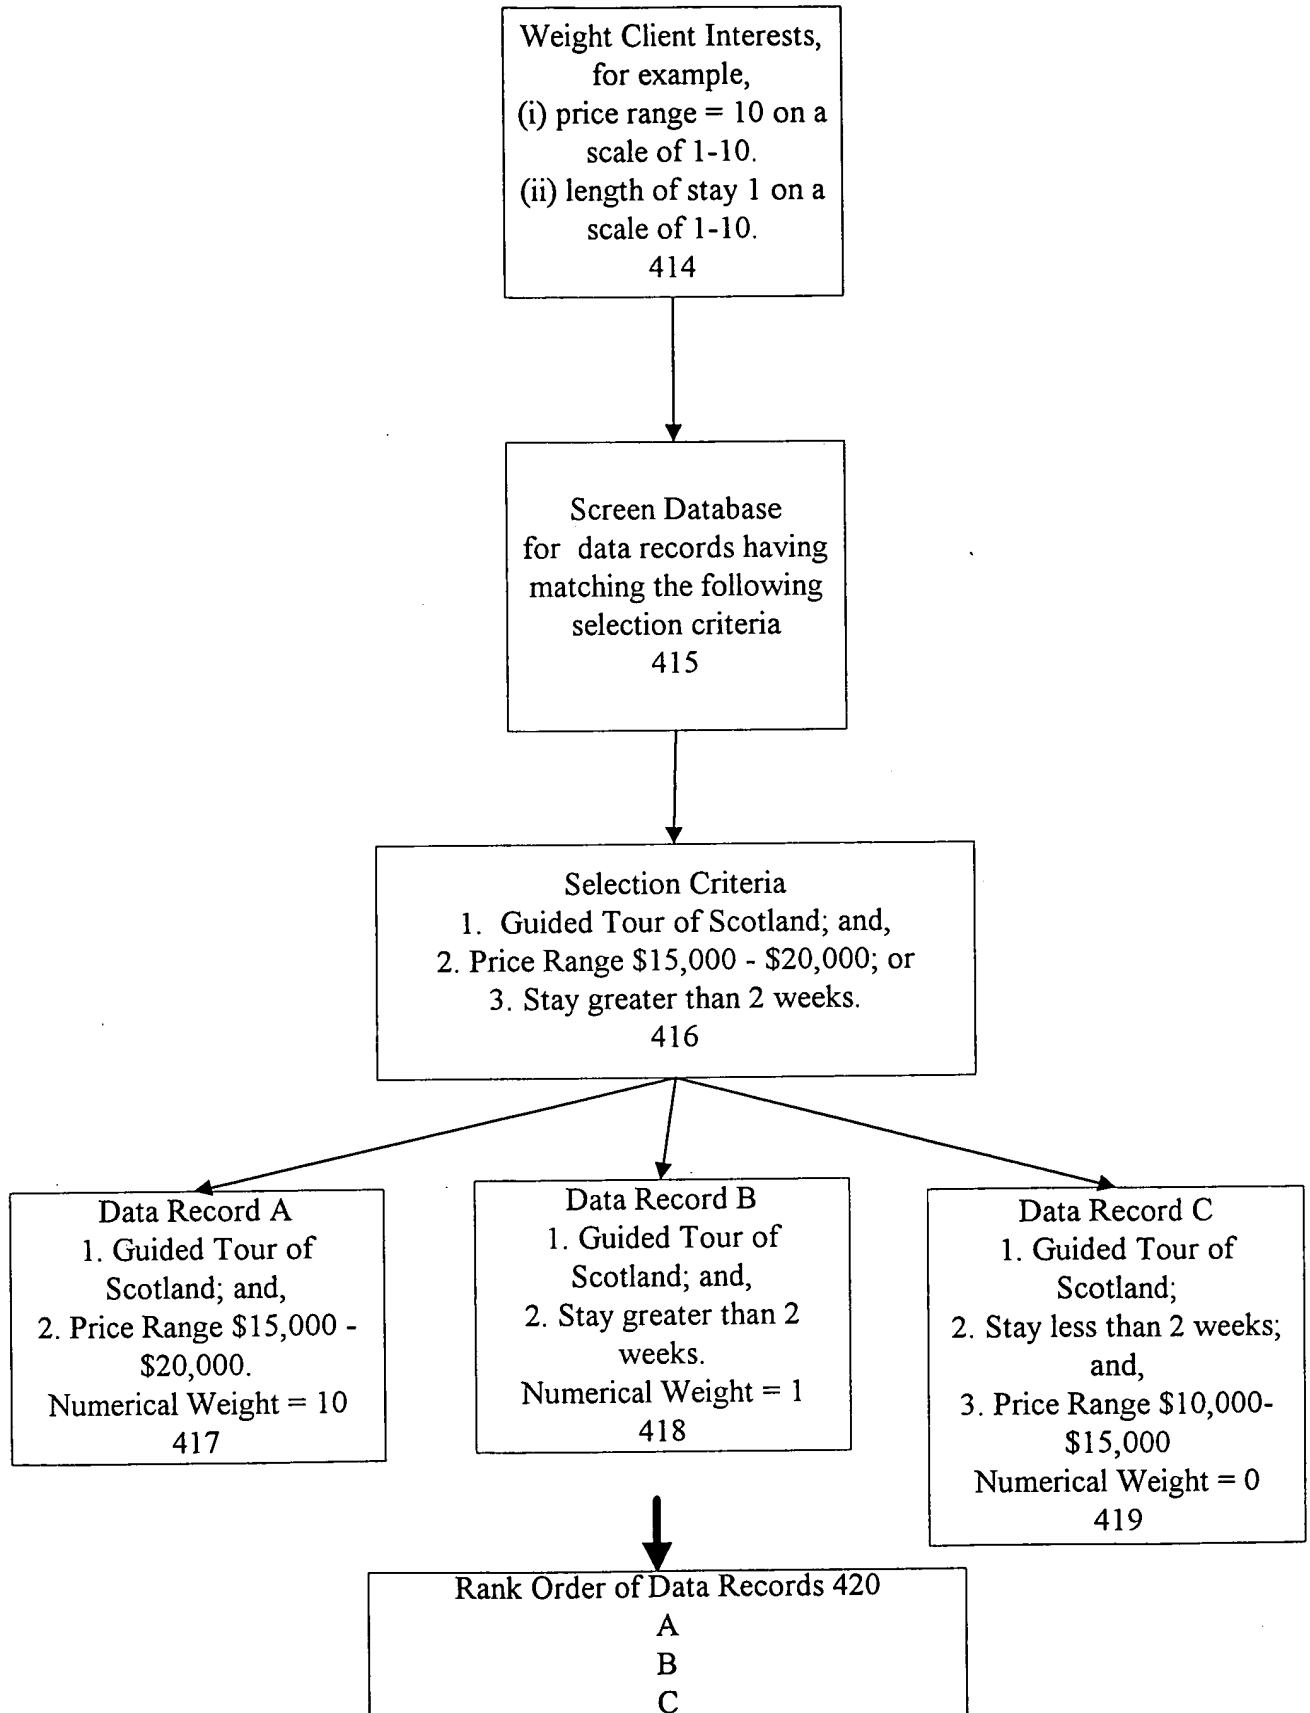 Weight Client Interests,
for example,
(i) price range = 10 on a
scale of 1-10.
(ii) length of stay 1 on a
scale of 1-10.
414
Screen Database
for data records having
matching the following
selection criteria
415
Selection Criteria
1. Guided Tour of Scotland; and,
2. Price Range $15,000 - $20,000; or
3. Stay greater than 2 weeks.
416
Data Record A
1. Guided Tour of
Scotland; and,
2. Price Range $15,000 -
$20,000.
Numerical Weight = 10
417
Data Record B
1. Guided Tour of
Scotland; and,
2. Stay greater than 2
weeks.
Numerical Weight = 1
418
Data Record C
1. Guided Tour of
Scotland;
2. Stay less than 2 weeks;
and,
3. Price Range $10,000-
$15,000
Numerical Weight = 0
419
Rank Order of Data Records 420
A
B
C